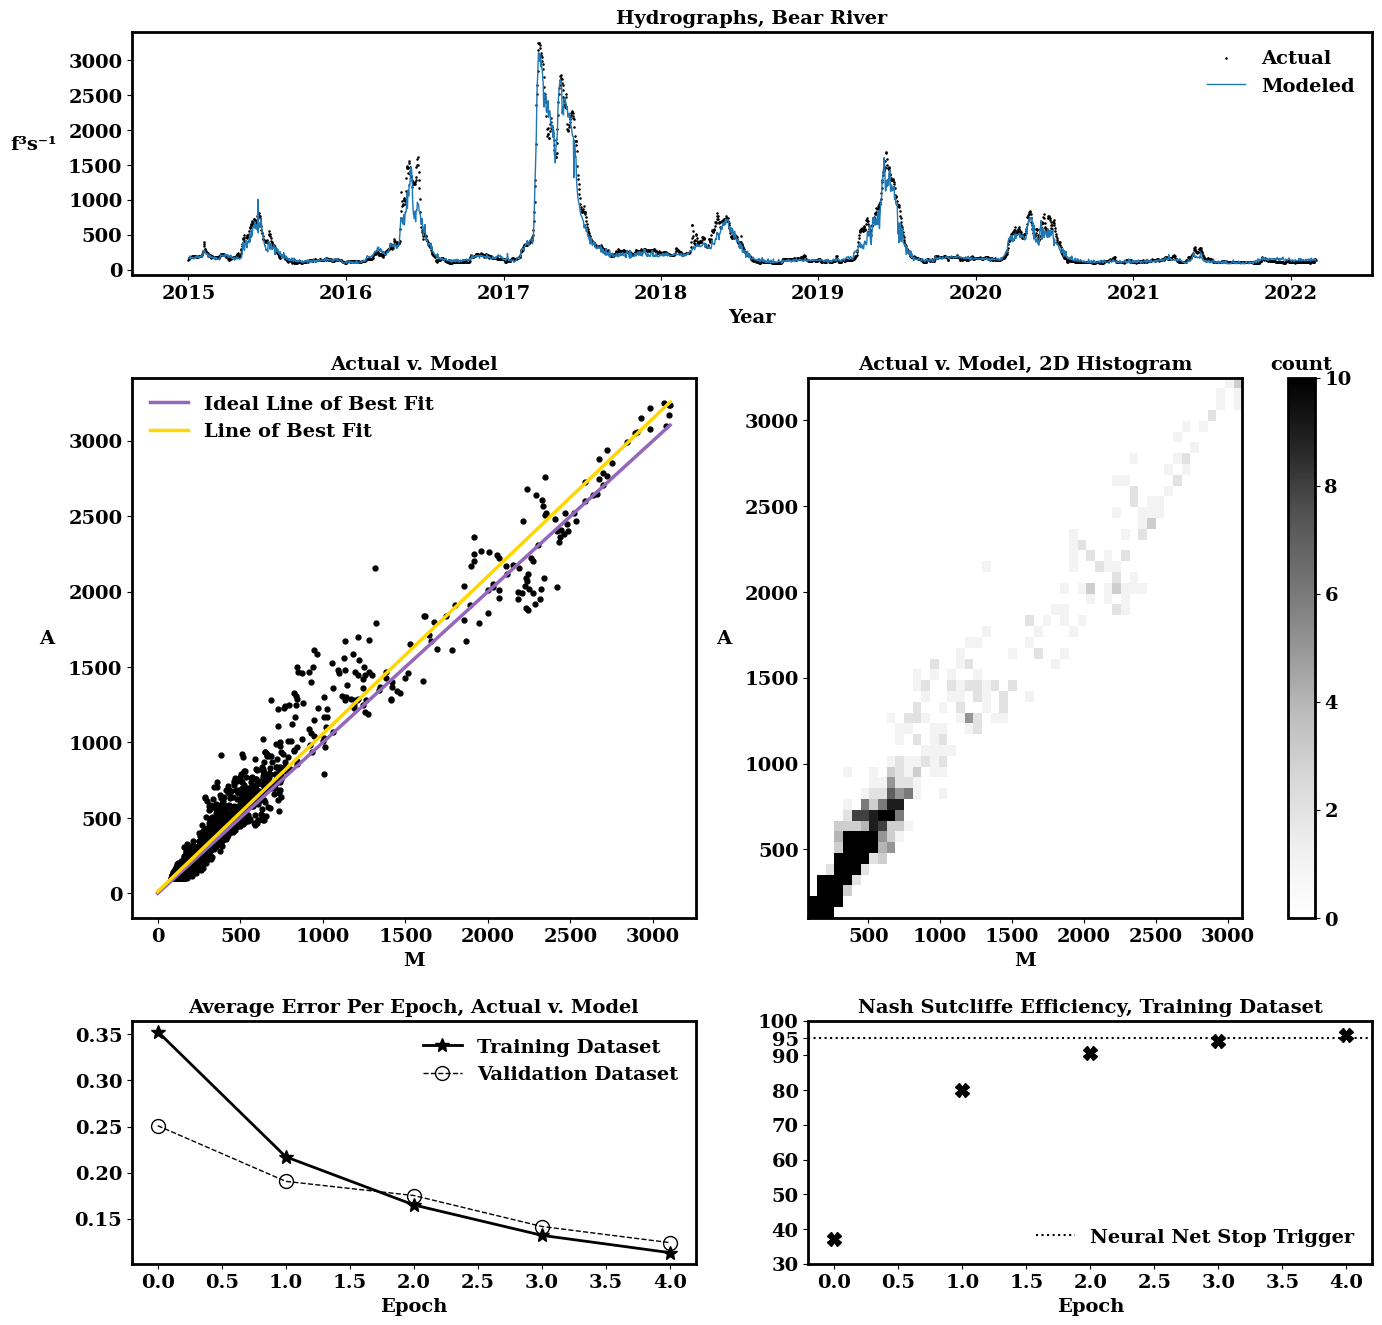 Hydrographs, Bear River
3000
2500
2000
1500
1000
500
0
f³s⁻¹
Actual
Modeled
2015 2016 2017 2018 2019 2020 2021 2022
Year
Actual v. Model
Ideal Line of Best Fit
Line of Best Fit
3000
2500
2000
1500
1000
500
0
A
0 500 1000 1500 2000 2500 3000
M
Actual v. Model, 2D Histogram
3000
2500
2000
1500
1000
500
A
500 1000 1500 2000 2500 3000
M
count
10
8
6
4
2
0
Average Error Per Epoch, Actual v. Model
0.35
0.30
0.25
0.20
0.15
Training Dataset
Validation Dataset
0.0 0.5 1.0 1.5 2.0 2.5 3.0 3.5 4.0
Epoch
Nash Sutcliffe Efficiency, Training Dataset
100
95
90
80
70
60
50
40
30
Neural Net Stop Trigger
0.0 0.5 1.0 1.5 2.0 2.5 3.0 3.5 4.0
Epoch